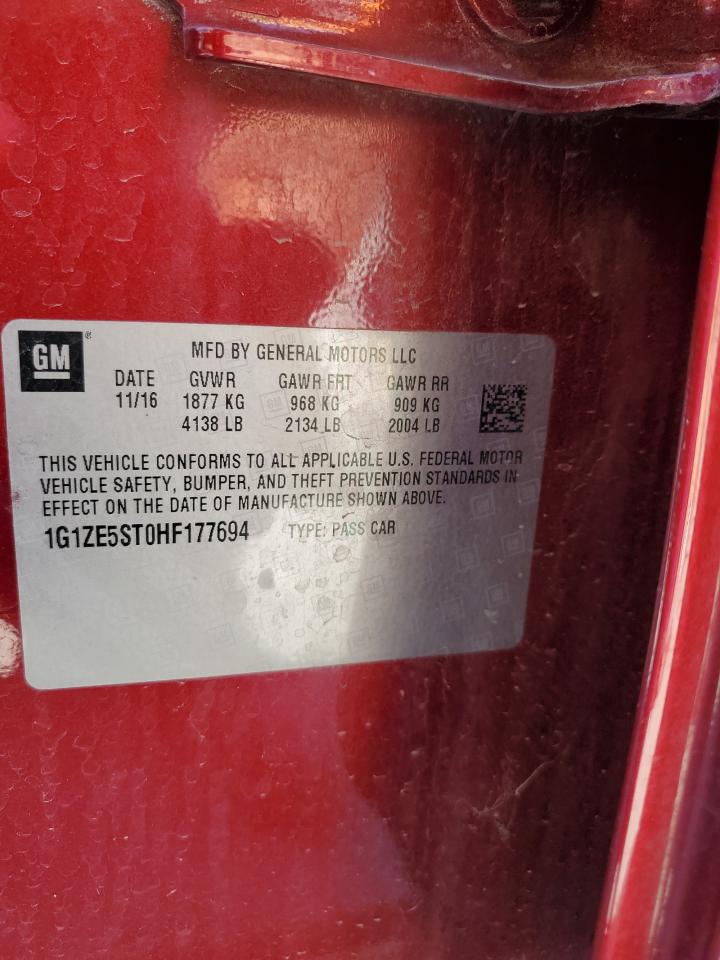 GM ® MFD BY GENERAL MOTORS LLC
DATE GVWR GAWR FRT GAWR RR
11/16 1877 KG 968 KG 909 KG
4138 LB 2134 LB 2004 LB
THIS VEHICLE CONFORMS TO ALL APPLICABLE U.S. FEDERAL MOTOR
VEHICLE SAFETY, BUMPER, AND THEFT PREVENTION STANDARDS IN
EFFECT ON THE DATE OF MANUFACTURE SHOWN ABOVE.
1G1ZE5ST0HF177694 TYPE: PASS CAR